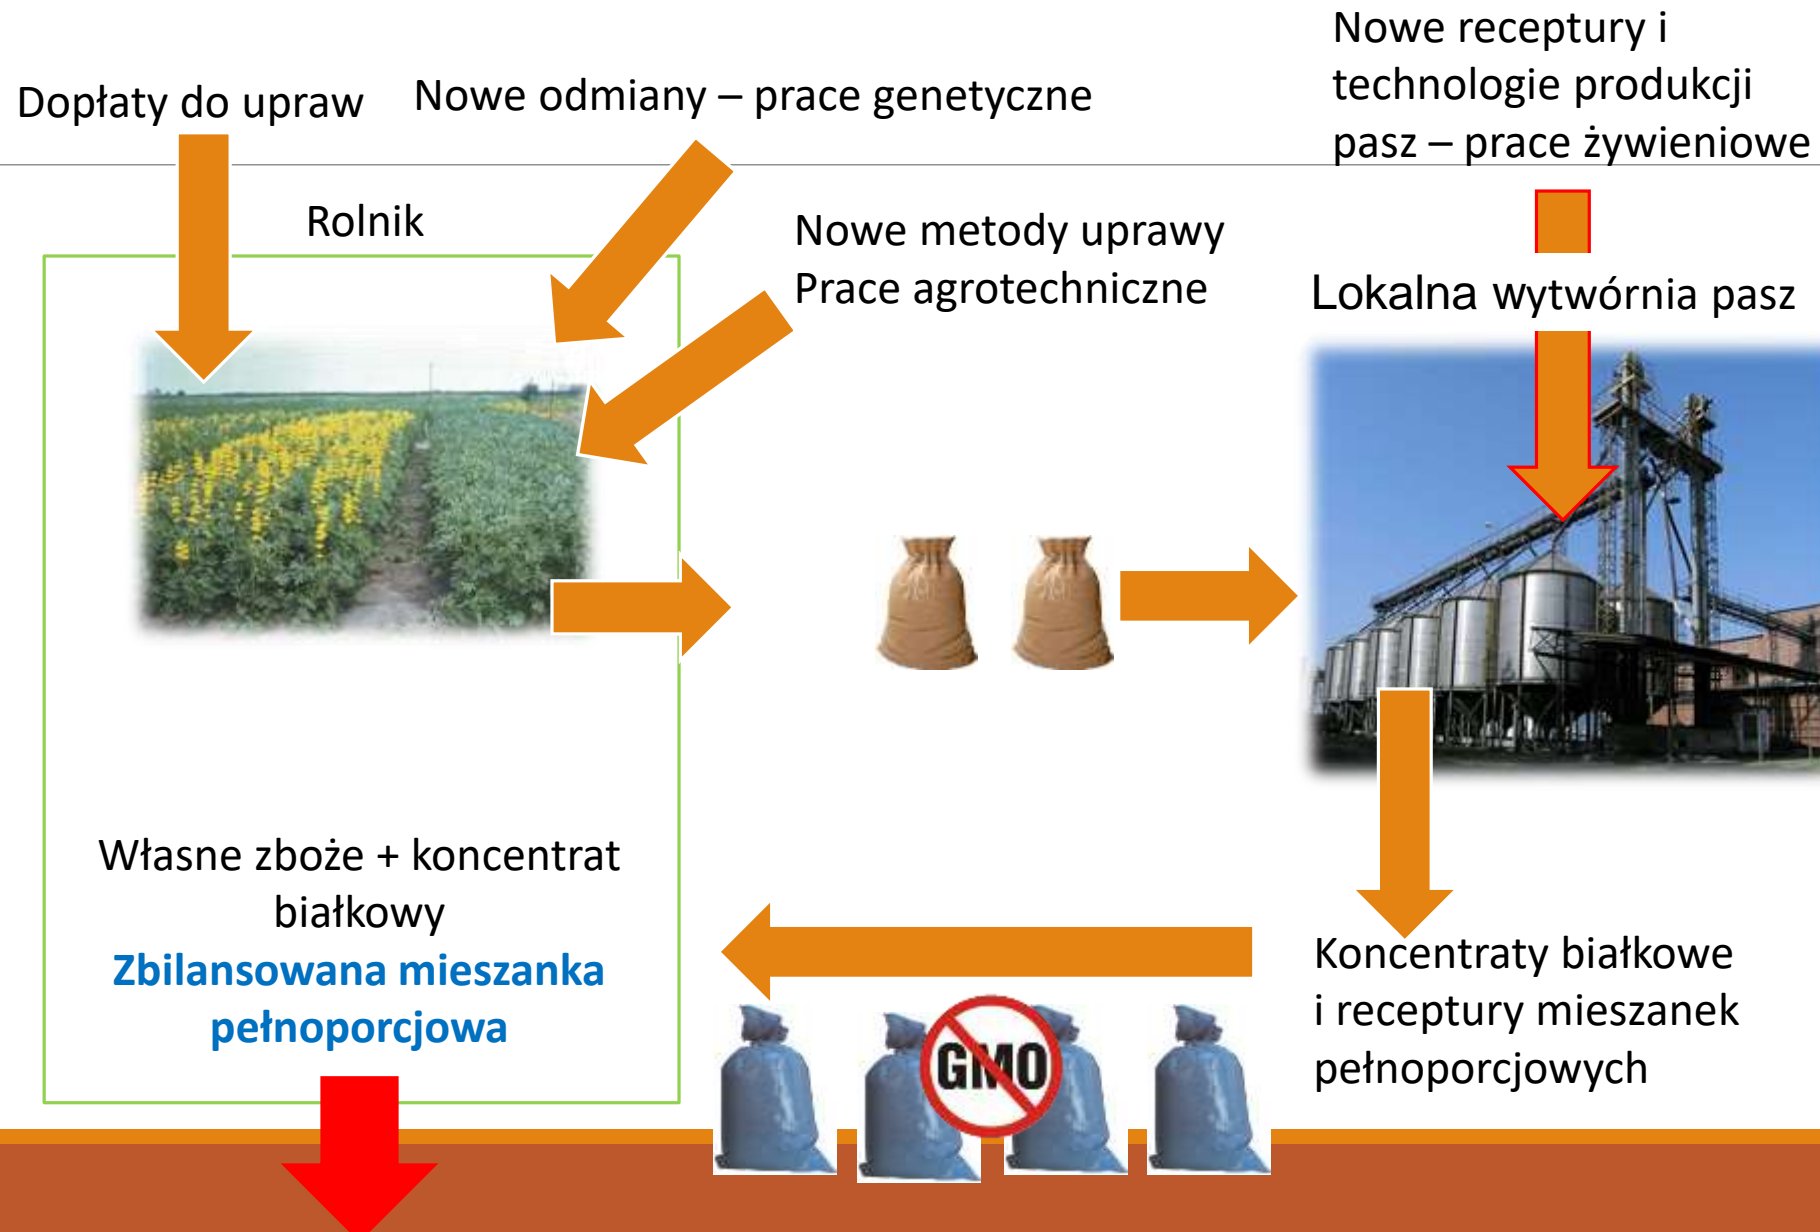 Dopłaty do upraw
Nowe odmiany – prace genetyczne
Nowe receptury i
technologie produkcji
pasz – prace żywieniowe
Rolnik
Nowe metody uprawy
Prace agrotechniczne
Lokalna wytwórnia pasz
Własne zboże + koncentrat
białkowy
Zbilansowana mieszanka
pełnoporcjowa
GMO
Koncentraty białkowe
i receptury mieszanek
pełnoporcjowych